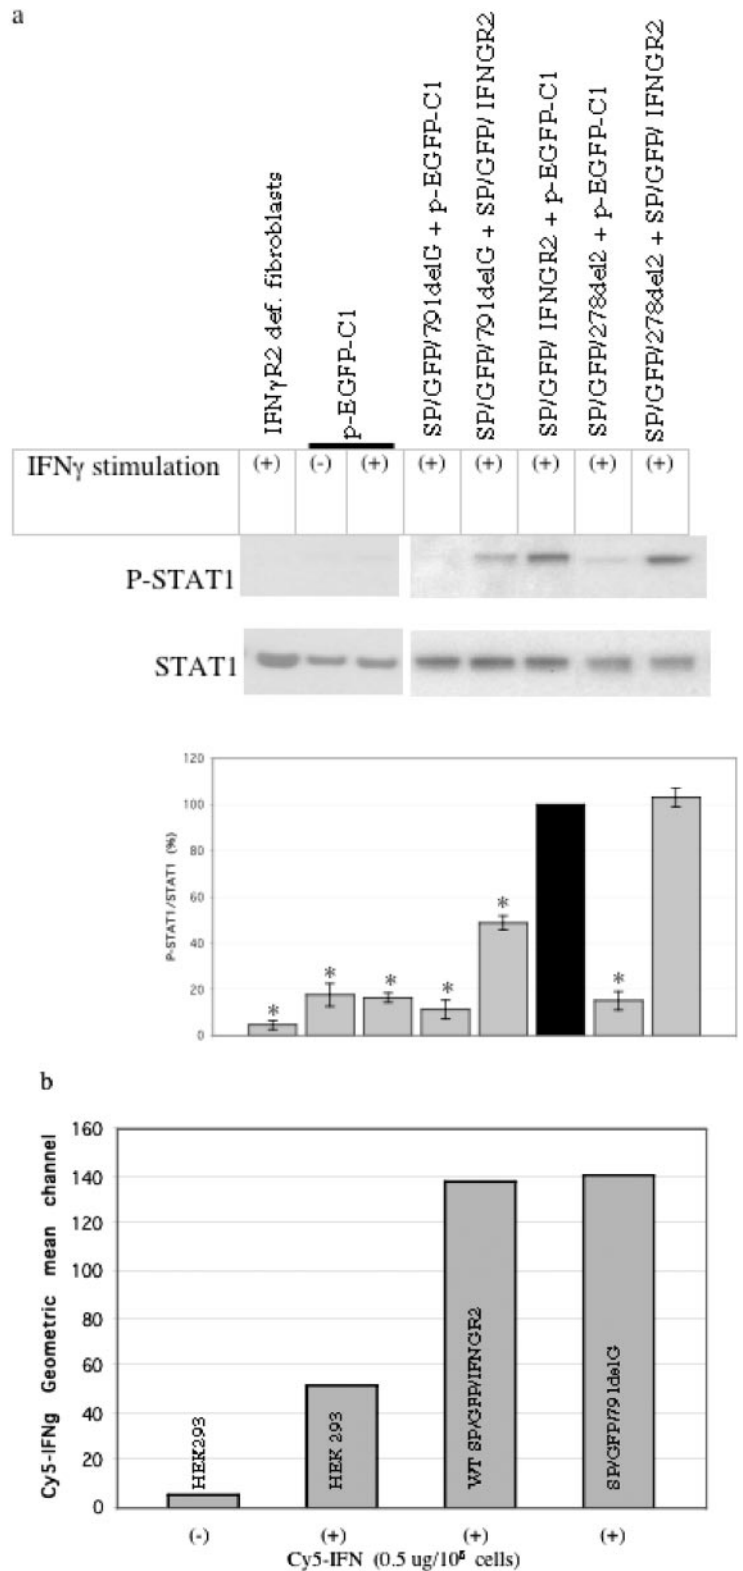 a
IFNγR2 def. fibroblasts
p-EGFP-C1
SP/GFP/791delG + p-EGFP-C1
SP/GFP/791delG + SP/GFP/ IFNGR2
SP/GFP/ IFNGR2 + p-EGFP-C1
SP/GFP/278del2 + p-EGFP-C1
SP/GFP/278del2 + SP/GFP/ IFNGR2
IFNγ stimulation (+) (-) (+) (+) (+) (+) (+) (+)
P-STAT1
STAT1
P-STAT1/STAT1 (%)
120
100
80
60
40
20
0
* * * * * *
b
Cy5-IFNg Geometric mean channel
160
140
120
100
80
60
40
20
0
HEK293
HEK 293
WT SP/GFP/IFNGR2
SP/GFP/791delG
(-) (+) (+) (+)
Cy5-IFN (0.5 ug/10⁵ cells)